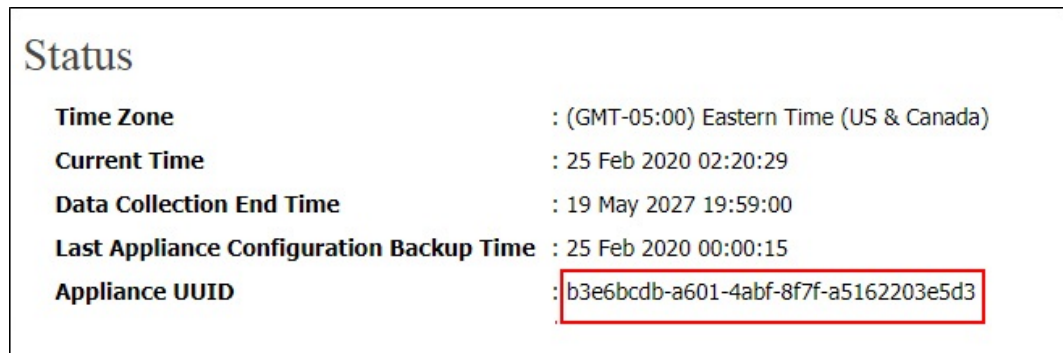 Status
Time Zone : (GMT-05:00) Eastern Time (US & Canada)
Current Time : 25 Feb 2020 02:20:29
Data Collection End Time : 19 May 2027 19:59:00
Last Appliance Configuration Backup Time : 25 Feb 2020 00:00:15
Appliance UUID : b3e6bcdb-a601-4abf-8f7f-a5162203e5d3